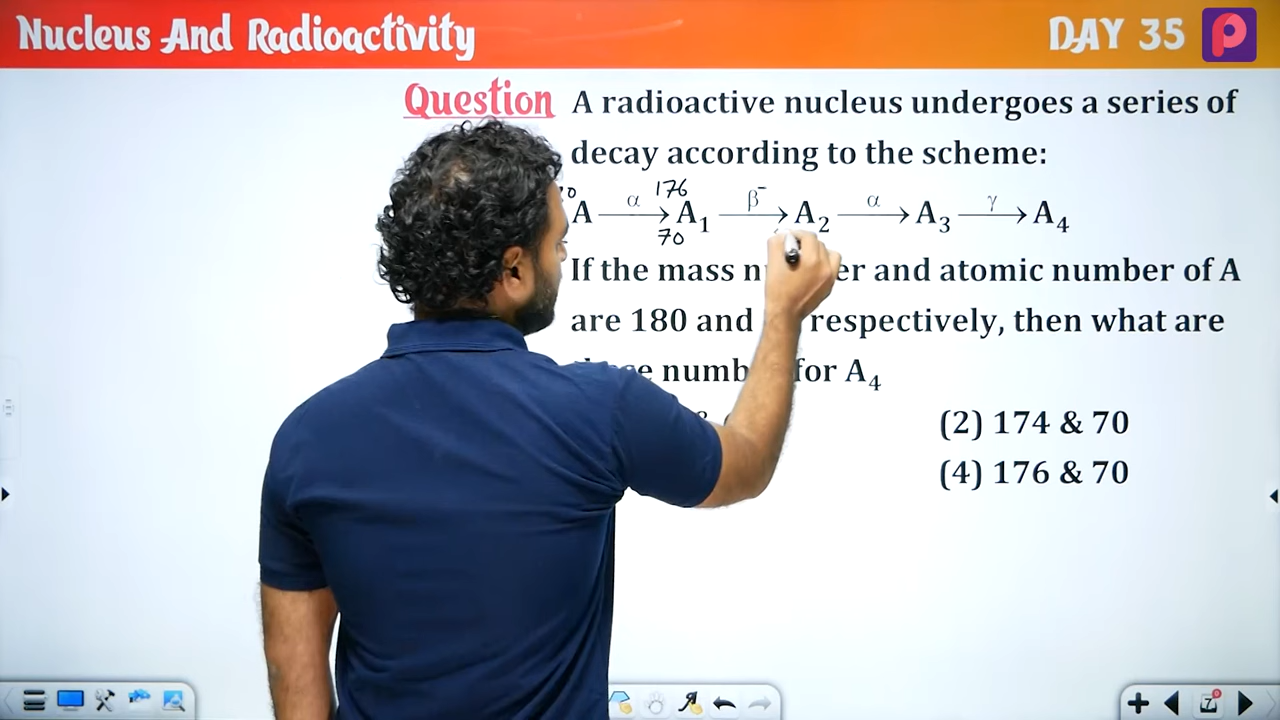 Nucleus And Radioactivity
DAY 35
Question A radioactive nucleus undergoes a series of
decay according to the scheme:
A —α→ A₁ —β⁻→ A₂ —α→ A₃ —γ→ A₄
176
70
If the mass er and atomic number of A
are 180 and respectively, then what are
numb for A₄
(2) 174 & 70
(4) 176 & 70